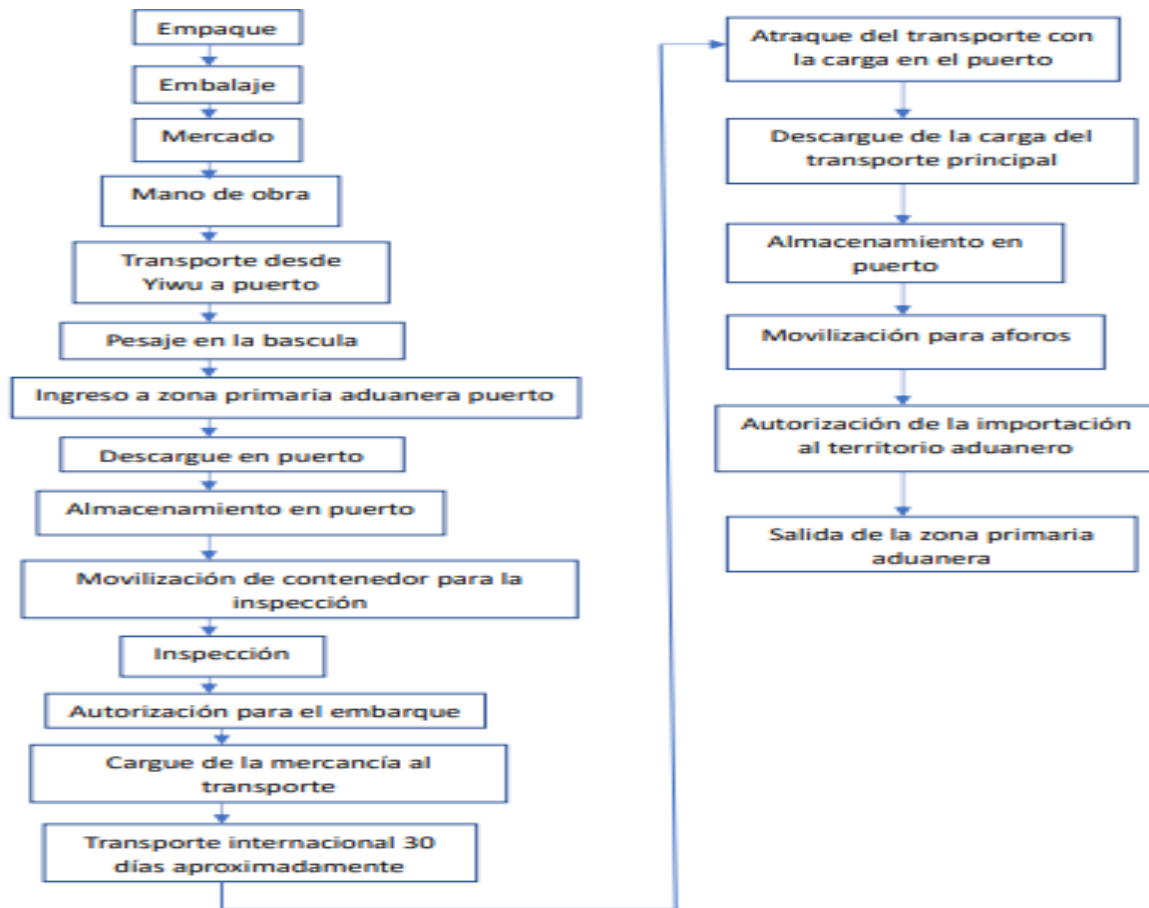 Empaque
Embalaje
Mercado
Mano de obra
Transporte desde
Yiwu a puerto
Pesaje en la bascula
Ingreso a zona primaria aduanera puerto
Descargue en puerto
Almacenamiento en puerto
Movilización de contenedor para la
inspección
Inspección
Autorización para el embarque
Cargue de la mercancía al
transporte
Transporte internacional 30
días aproximadamente
Atraque del transporte con
la carga en el puerto
Descargue de la carga del
transporte principal
Almacenamiento en
puerto
Movilización para aforos
Autorización de la importación
al territorio aduanero
Salida de la zona primaria
aduanera